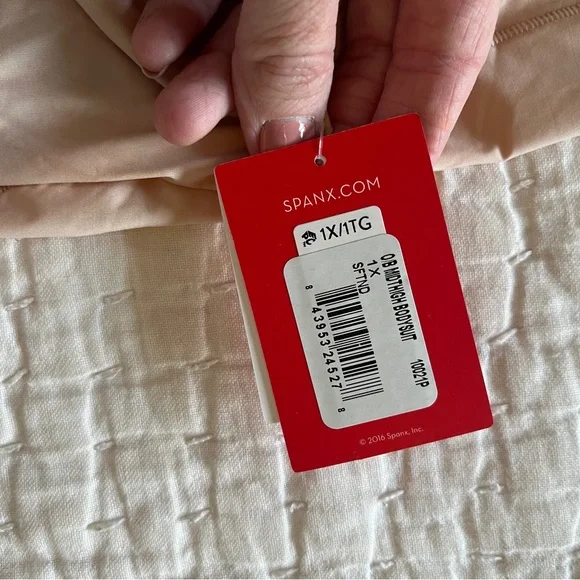 SPANX.COM
1X/1TG
OB MIDTHIGH BODYSUIT 10021P
1X
SFTND
8 43953 24527 8
© 2016 Spanx, Inc.